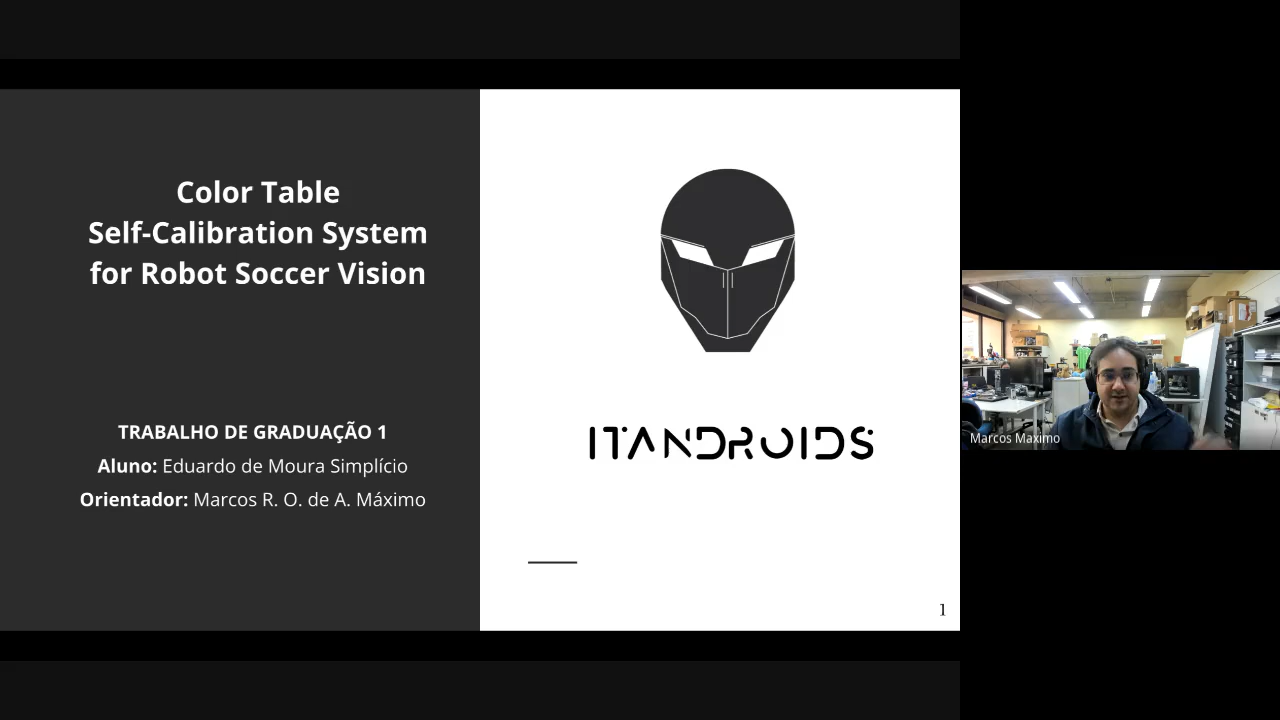 Color Table
Self-Calibration System
for Robot Soccer Vision
TRABALHO DE GRADUAÇÃO 1
Aluno: Eduardo de Moura Simplício
Orientador: Marcos R. O. de A. Máximo
ITANDROIDS
1
Marcos Maximo